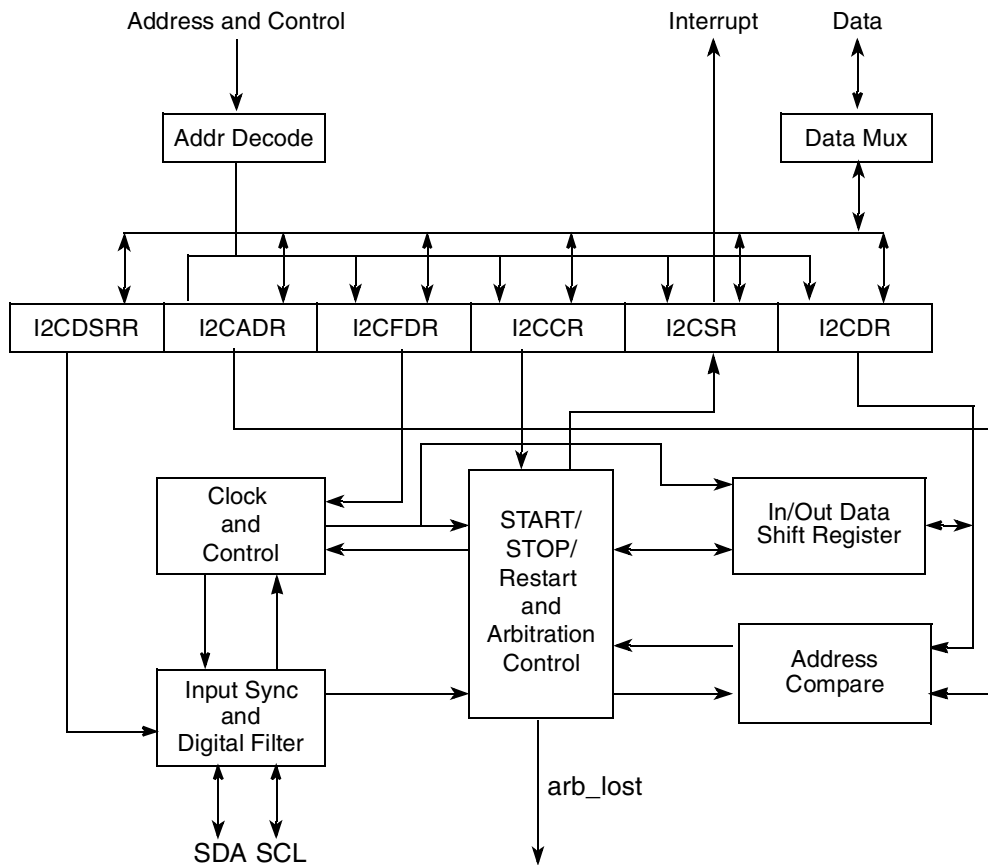 Address and Control
Interrupt
Data
Addr Decode
Data Mux
I2CDSRR
I2CADR
I2CFDR
I2CCR
I2CSR
I2CDR
Clock
and
Control
START/
STOP/
Restart
and
Arbitration
Control
In/Out Data
Shift Register
Address
Compare
Input Sync
and
Digital Filter
arb_lost
SDA
SCL